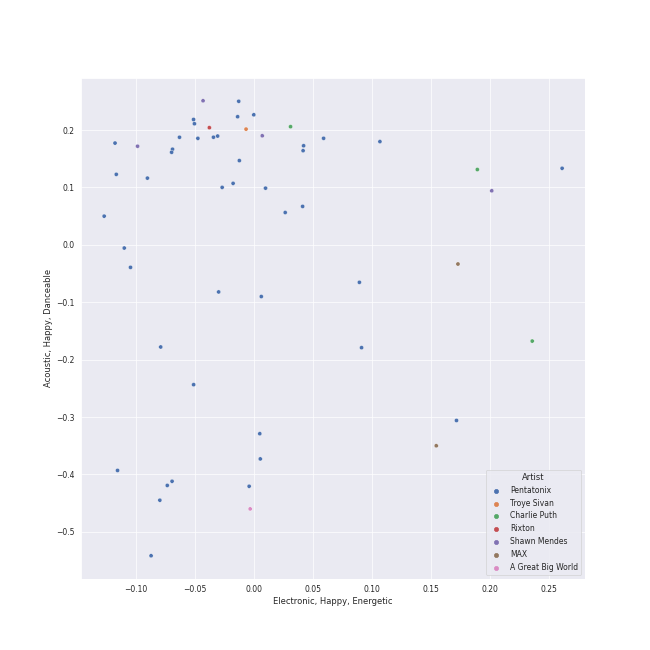 0.2
0.1
0.0
−0.1
−0.2
−0.3
−0.4
−0.5
Acoustic, Happy, Danceable
−0.10
−0.05
0.00
0.05
0.10
0.15
0.20
0.25
Electronic, Happy, Energetic
Artist
Pentatonix
Troye Sivan
Charlie Puth
Rixton
Shawn Mendes
MAX
A Great Big World